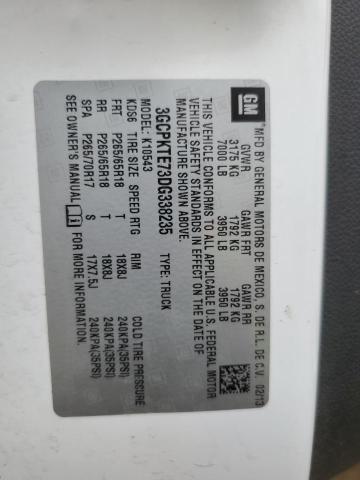 GM
MFD BY GENERAL MOTORS DE MEXICO, S. DE R.L. DE C.V. 02/13
GVWR GAWR FRT GAWR RR
3175 KG 1792 KG 1792 KG
7000 LB 3950 LB 3950 LB
THIS VEHICLE CONFORMS TO ALL APPLICABLE U.S. FEDERAL MOTOR
VEHICLE SAFETY STANDARDS IN EFFECT ON THE DATE OF
MANUFACTURE SHOWN ABOVE.
3GCPKTE73DG338235 TYPE: TRUCK
MODEL: K10543
KDS6 TIRE SIZE SPEED RTG RIM COLD TIRE PRESSURE
FRT P265/65R18 T 18X8J 240KPA(35PSI)
RR P265/65R18 T 18X8J 240KPA(35PSI)
SPA P265/70R17 S 17X7.5J 240KPA(35PSI)
SEE OWNER'S MANUAL i FOR MORE INFORMATION.